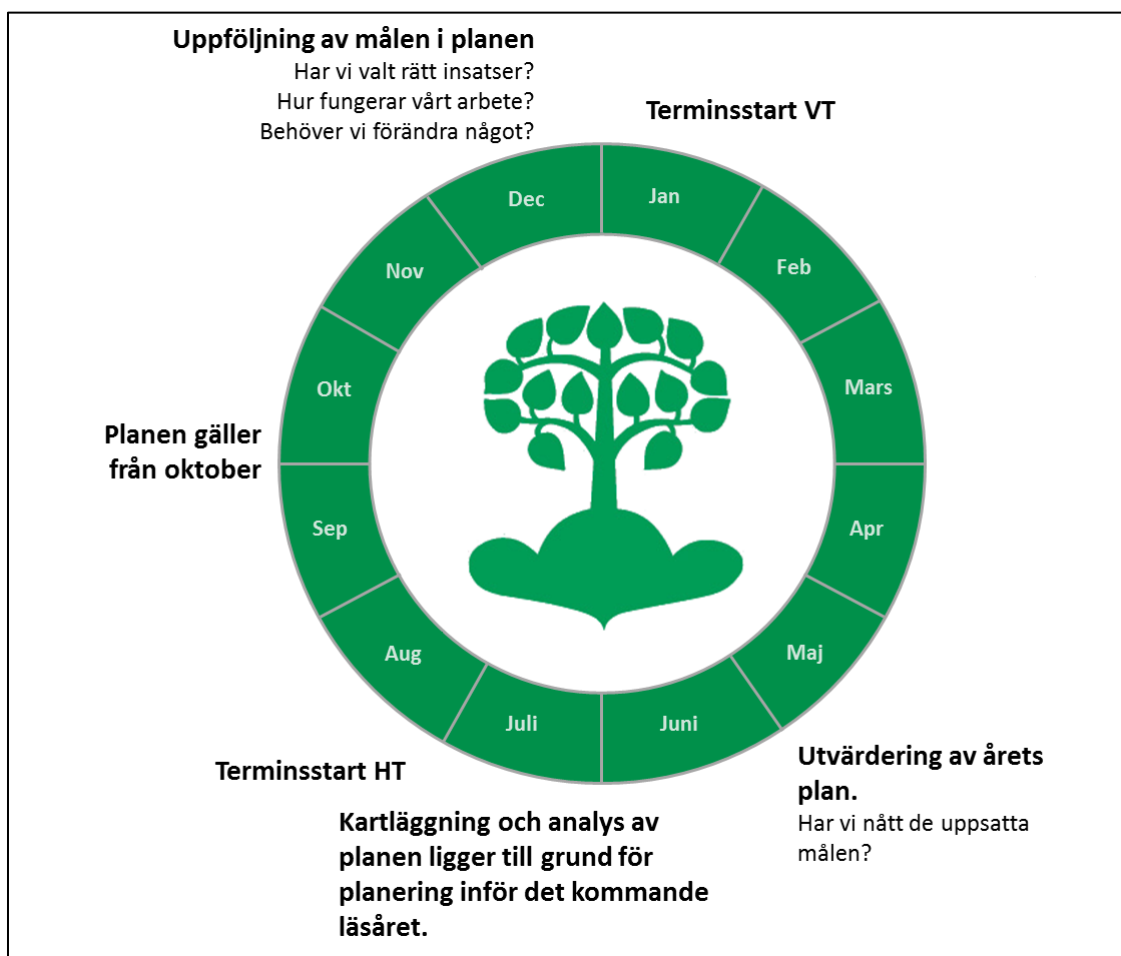 Uppföljning av målen i planen
Har vi valt rätt insatser?
Hur fungerar vårt arbete?
Behöver vi förändra något?
Terminsstart VT
Dec
Jan
Nov
Feb
Okt
Mars
Planen gäller
från oktober
Sep
Apr
Aug
Maj
Juli
Juni
Terminsstart HT
Utvärdering av årets
plan.
Har vi nått de uppsatta
målen?
Kartläggning och analys av
planen ligger till grund för
planering inför det kommande
läsåret.